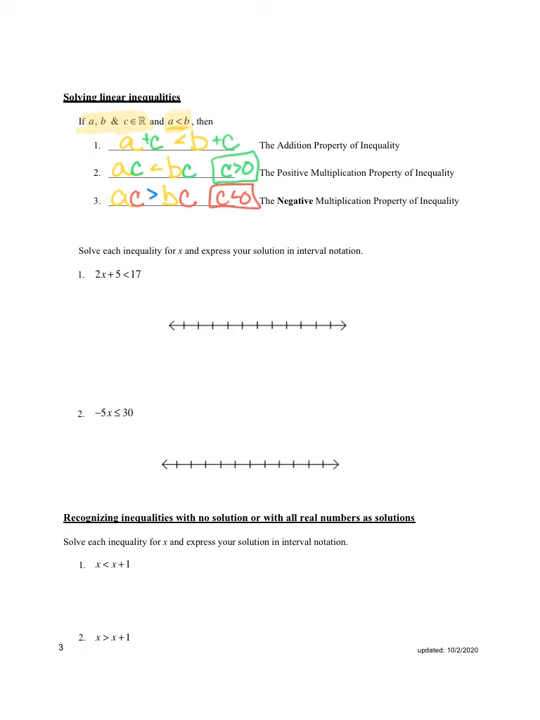 Solving linear inequalities
If a, b & c ∈ ℝ and a < b, then
1. a+c < b+c The Addition Property of Inequality
2. ac < bc c>0 The Positive Multiplication Property of Inequality
3. ac > bc c<0 The Negative Multiplication Property of Inequality
Solve each inequality for x and express your solution in interval notation.
1. 2x + 5 < 17
2. −5x ≤ 30
Recognizing inequalities with no solution or with all real numbers as solutions
Solve each inequality for x and express your solution in interval notation.
1. x < x + 1
2. x > x + 1
3
updated: 10/2/2020